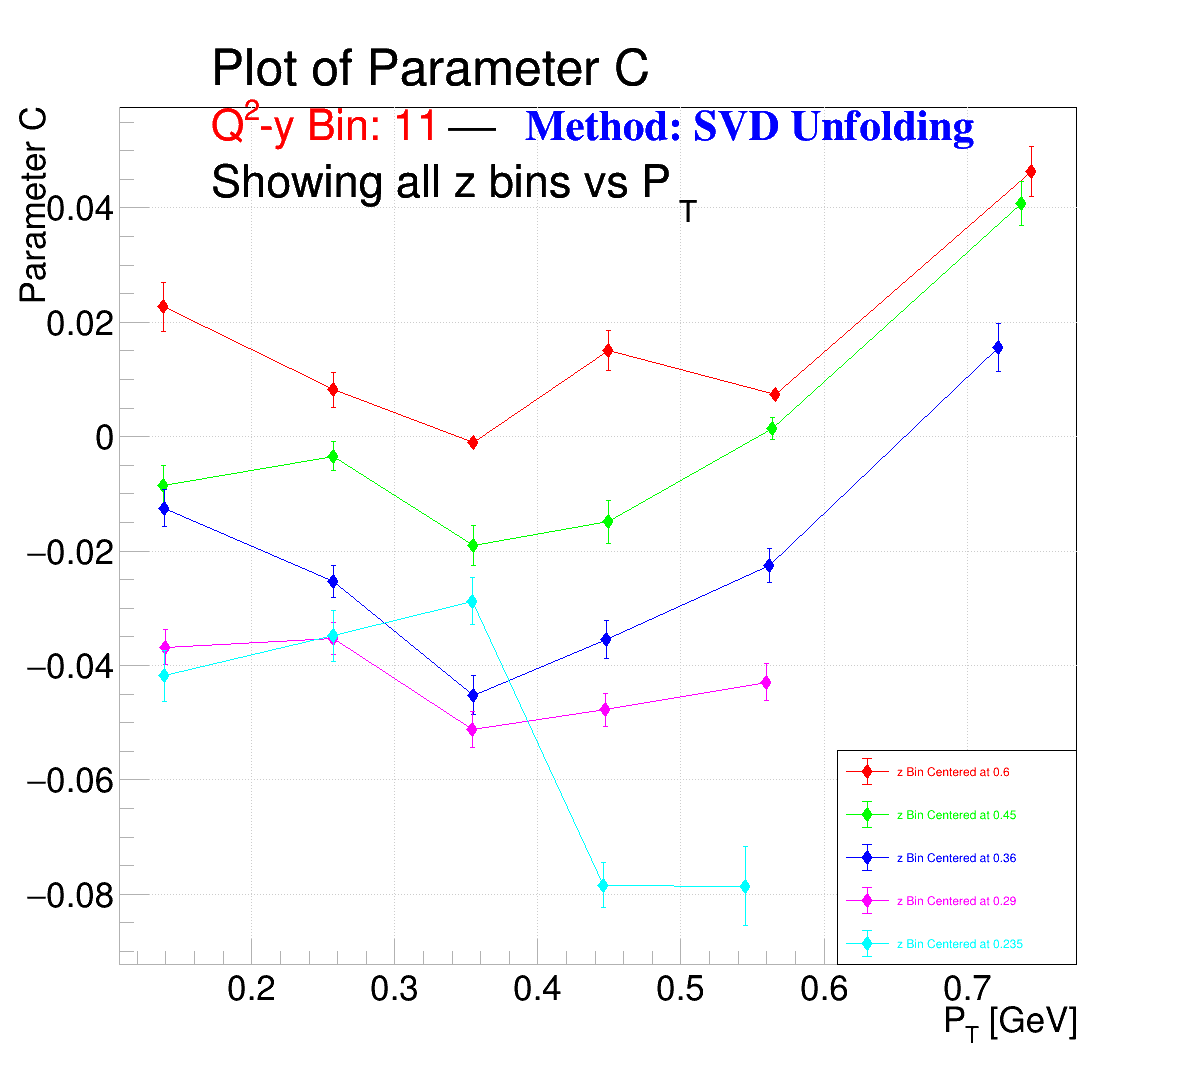 Plot of Parameter C
Q²-y Bin: 11 — Method: SVD Unfolding
Showing all z bins vs P_T
Parameter C
0.04
0.02
0
−0.02
−0.04
−0.06
−0.08
z Bin Centered at 0.6
z Bin Centered at 0.45
z Bin Centered at 0.36
z Bin Centered at 0.29
z Bin Centered at 0.235
0.2 0.3 0.4 0.5 0.6 0.7
P_T [GeV]